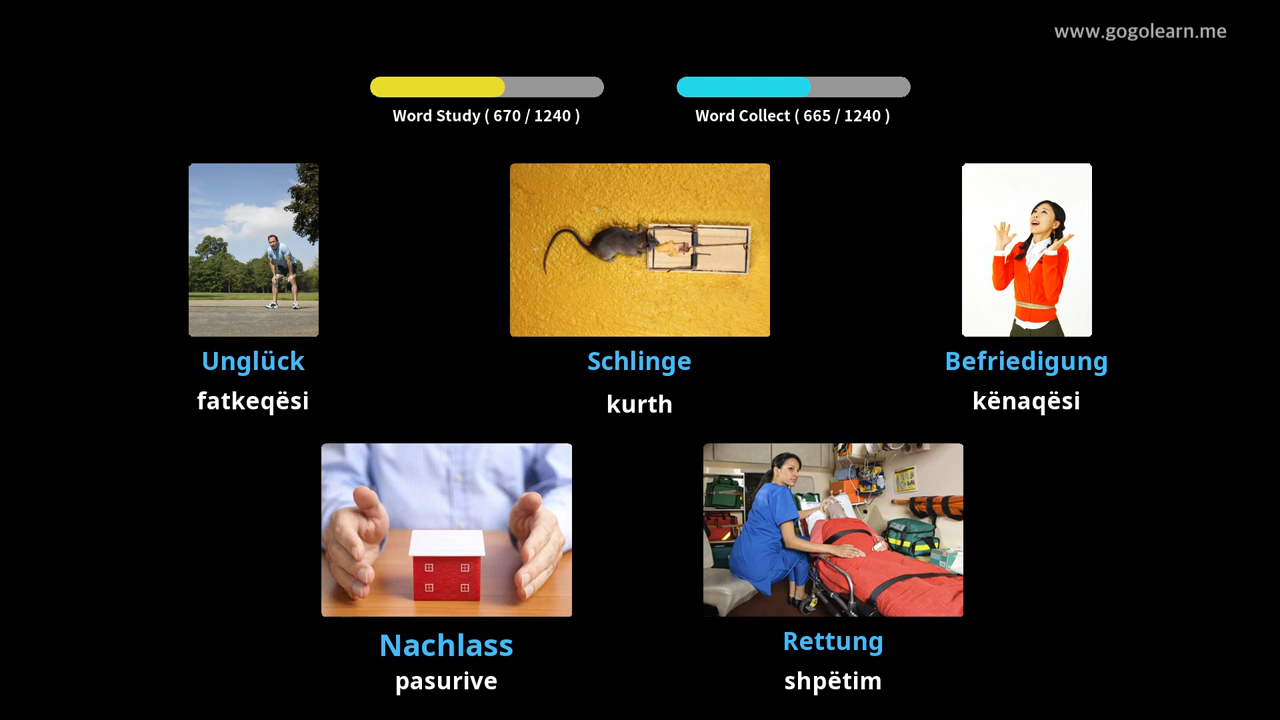 www.gogolearn.me
Word Study ( 670 / 1240 )
Word Collect ( 665 / 1240 )
Unglück
fatkeqësi
Schlinge
kurth
Befriedigung
kënaqësi
Nachlass
pasurive
Rettung
shpëtim